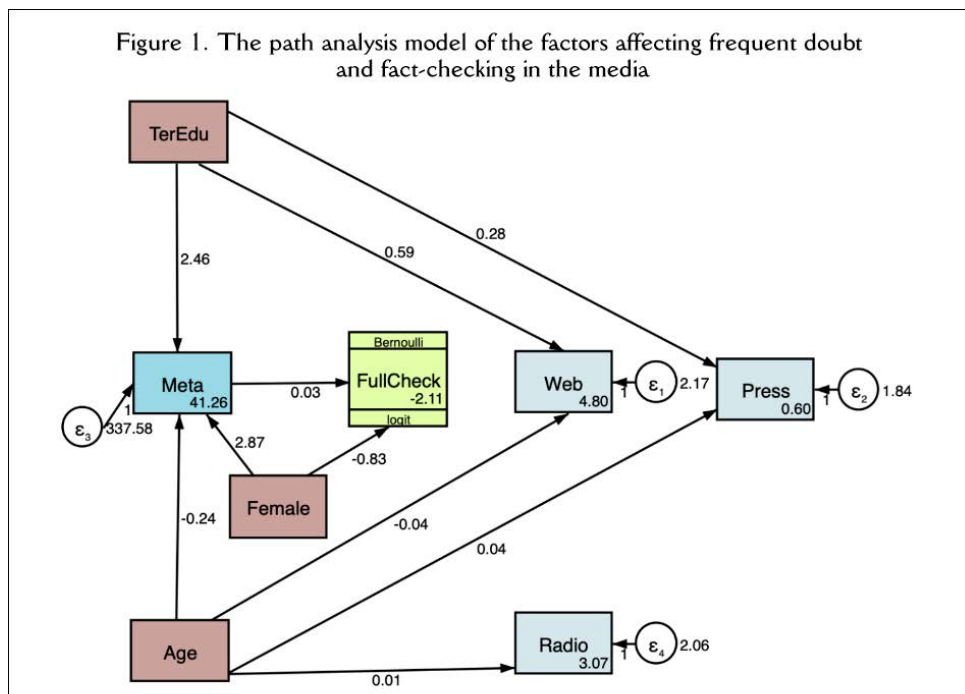 Figure 1. The path analysis model of the factors affecting frequent doubt
and fact-checking in the media
TerEdu
0.28
0.59
2.46
Bernoulli
FullCheck
-2.11
logit
Meta
41.26
0.03
Web
4.80
1
ε1
2.17
Press
0.60
1
ε2
1.84
1
ε3
337.58
2.87
-0.83
Female
-0.24
-0.04
0.04
Age
0.01
Radio
3.07
1
ε4
2.06